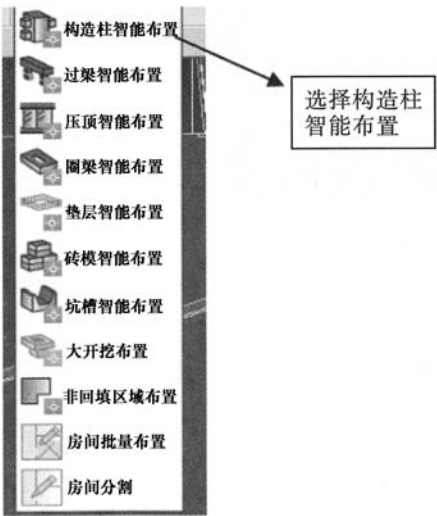 构造柱智能布置
过梁智能布置
压顶智能布置
圈梁智能布置
垫层智能布置
砖模智能布置
坑槽智能布置
大开挖布置
非回填区域布置
房间批量布置
房间分割
选择构造柱
智能布置